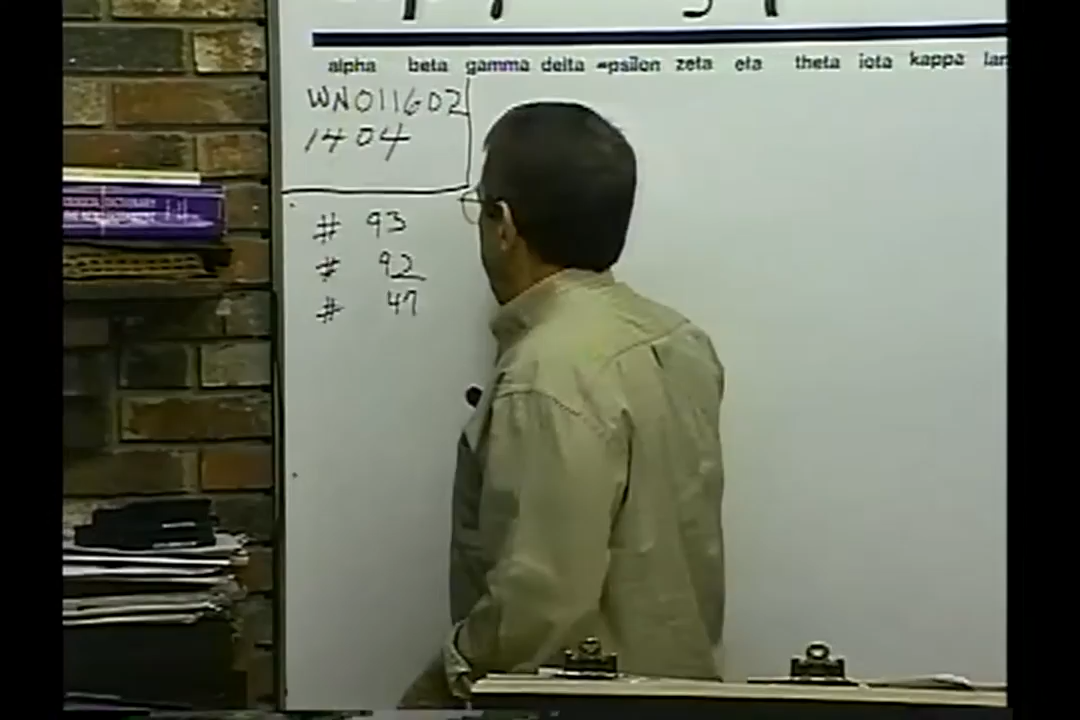 alpha beta gamma delta epsilon zeta eta theta iota kappa
WN011602
1404
# 93
# 92
# 47